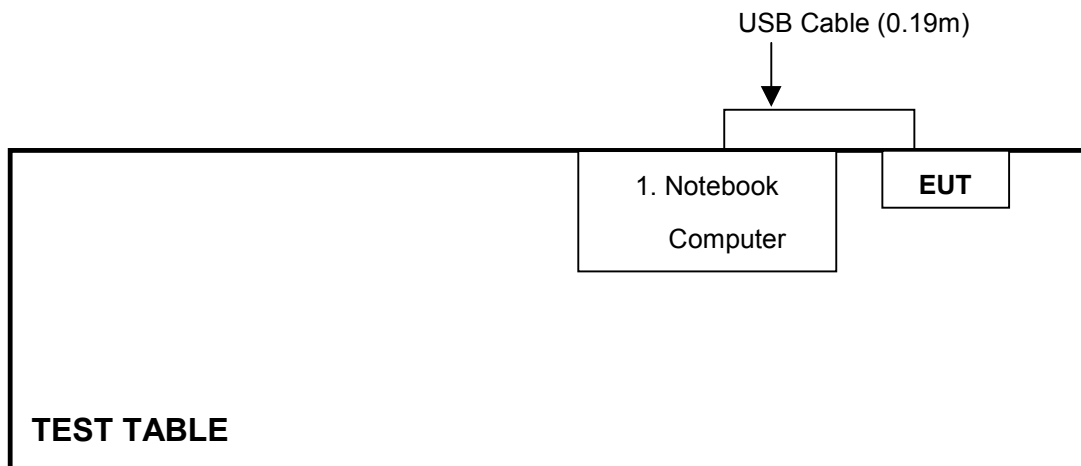 USB Cable (0.19m)
1. Notebook
Computer
EUT
TEST TABLE